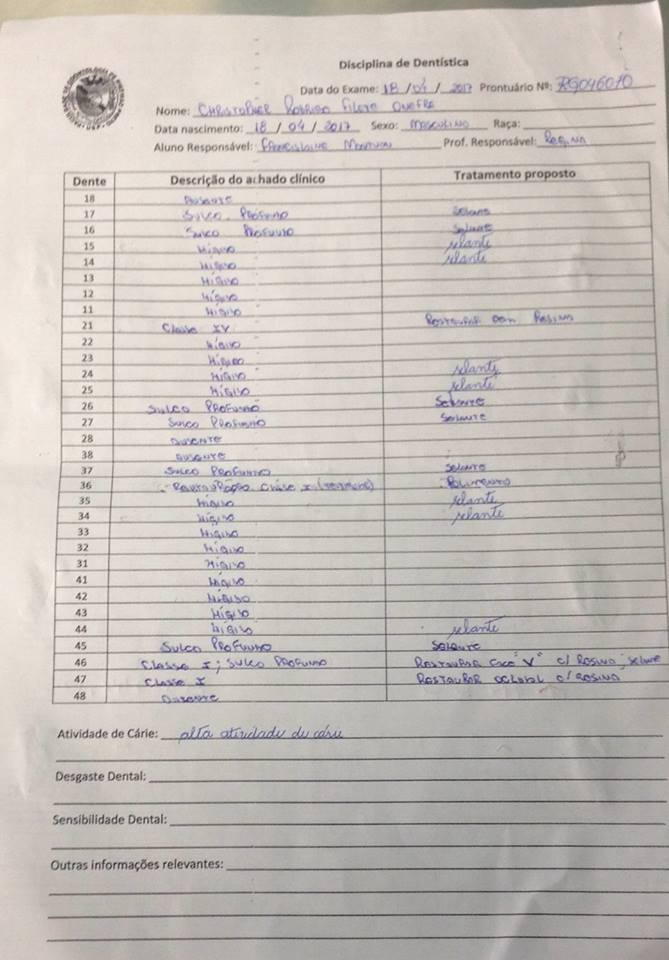 Disciplina de Dentística
Data do Exame: 18 / 04 / 2017 Prontuário Nº: RG046010
Nome: CHRISTOPHER RODRIGO
Data nascimento: 18 / 04 / 2017 Sexo: MASCULINO Raça:
Aluno Responsável: Prof. Responsável: REGINA
Dente Descrição do achado clínico Tratamento proposto
18 AUSENTE
17 SULCO PROFUNDO Selante
16 SULCO PROFUNDO Selante
15 HÍGIDO selante
14 HÍGIDO selante
13 HÍGIDO
12 HÍGIDO
11 HÍGIDO
21 Classe IV RESTAURAR COM RESINA
22 HÍGIDO
23 HÍGIDO
24 HÍGIDO selante
25 HÍGIDO selante
26 SULCO PROFUNDO Selante
27 SULCO PROFUNDO Selante
28 AUSENTE
38 AUSENTE
37 SULCO PROFUNDO Selante
36 RESTAURAÇÃO CLASSE I Polimento
35 HÍGIDO selante
34 HÍGIDO selante
33 HÍGIDO
32 HÍGIDO
31 HÍGIDO
41 HÍGIDO
42 HÍGIDO
43 HÍGIDO
44 HÍGIDO selante
45 SULCO PROFUNDO Selante
46 CLASSE I; SULCO PROFUNDO RESTAURAR "V" C/ RESINA, Selante
47 CLASSE I RESTAURAR OCLUSAL C/ RESINA
48 AUSENTE
Atividade de Cárie: alta atividade de cárie
Desgaste Dental:
Sensibilidade Dental:
Outras informações relevantes: